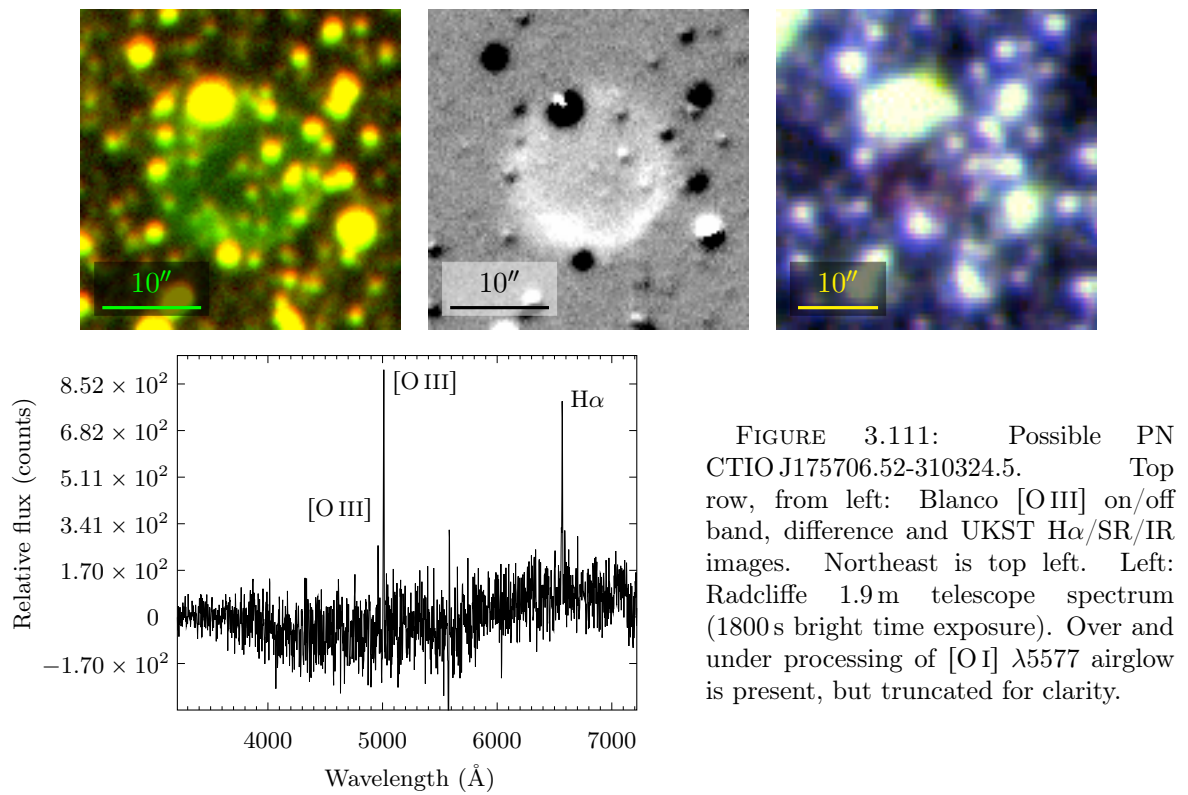 10″
10″
10″
8.52 × 10²
6.82 × 10²
5.11 × 10²
3.41 × 10²
1.70 × 10²
0
−1.70 × 10²
Relative flux (counts)
[O III]
[O III]
Hα
4000 5000 6000 7000
Wavelength (Å)
FIGURE 3.111: Possible PN
CTIO J175706.52-310324.5. Top
row, from left: Blanco [O III] on/off
band, difference and UKST Hα/SR/IR
images. Northeast is top left. Left:
Radcliffe 1.9 m telescope spectrum
(1800 s bright time exposure). Over and
under processing of [O I] λ5577 airglow
is present, but truncated for clarity.